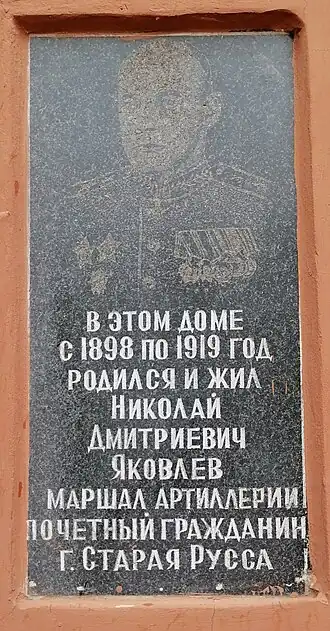 В ЭТОМ ДОМЕ
С 1898 ПО 1919 ГОД
РОДИЛСЯ И ЖИЛ
НИКОЛАЙ
ДМИТРИЕВИЧ
ЯКОВЛЕВ
МАРШАЛ АРТИЛЛЕРИИ
ПОЧЕТНЫЙ ГРАЖДАНИН
Г. СТАРАЯ РУССА